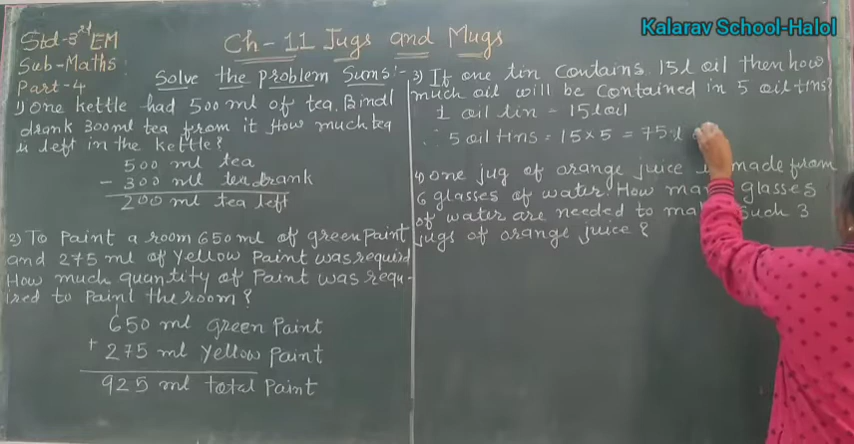 Kalarav School-Halol
Std-3rd EM
Sub-Maths:
Part-4
Ch-11 Jugs and Mugs
Solve the problem Sums:-
1) One kettle had 500 ml of tea. Bindi
drank 300ml tea from it How much tea
is left in the kettle?
500 ml tea
- 300 ml tea drank
200 ml tea left
2) To Paint a room 650 ml of green Paint
and 275 ml of Yellow Paint was requird
How much quantity of Paint was requ-
ired to Paint the room?
1
650 ml green Paint
+ 275 ml Yellow Paint
925 ml total Paint
3) If one tin contains 15l oil then how
much oil will be contained in 5 oil tins?
1 oil tin = 15l oil
∴ 5 oil tins = 15 × 5 = 75 l
4) One jug of orange juice is made from
6 glasses of water. How many glasses
of water are needed to make Such 3
jugs of orange juice?